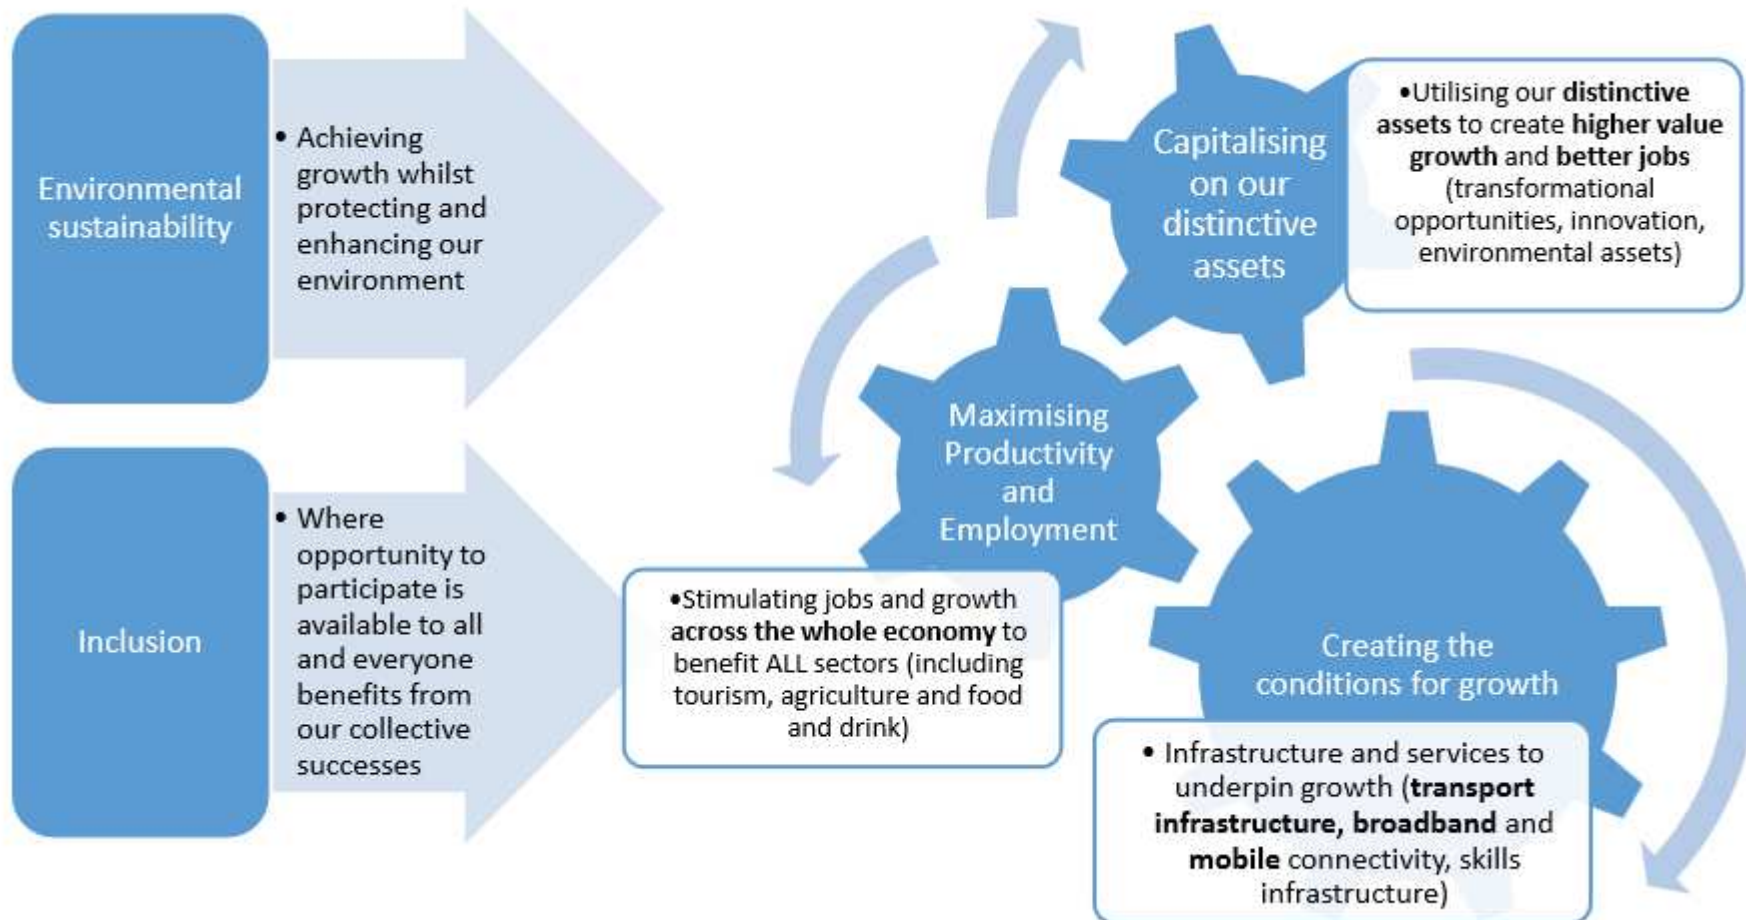 Environmental
sustainability
• Achieving
growth whilst
protecting and
enhancing our
environment
Inclusion
• Where
opportunity to
participate is
available to all
and everyone
benefits from
our collective
successes
Capitalising
on our
distinctive
assets
•Utilising our distinctive
assets to create higher value
growth and better jobs
(transformational
opportunities, innovation,
environmental assets)
Maximising
Productivity
and
Employment
•Stimulating jobs and growth
across the whole economy to
benefit ALL sectors (including
tourism, agriculture and food
and drink)
Creating the
conditions for growth
• Infrastructure and services to
underpin growth (transport
infrastructure, broadband and
mobile connectivity, skills
infrastructure)